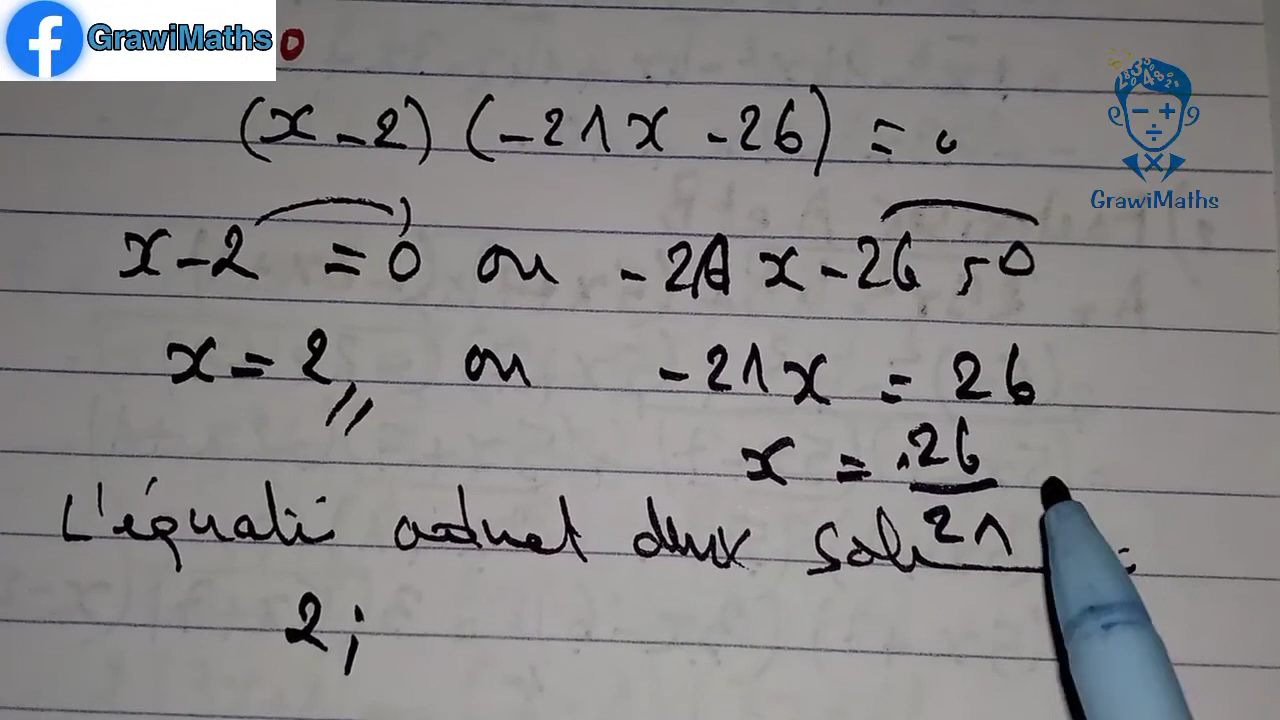 GrawiMaths
0
(x-2)(-21x-26)=0
GrawiMaths
x-2 =0 ou -21x-26=0
x=2, ou -21x=26
x = -26/21
L'équati admet deux sol :
2;